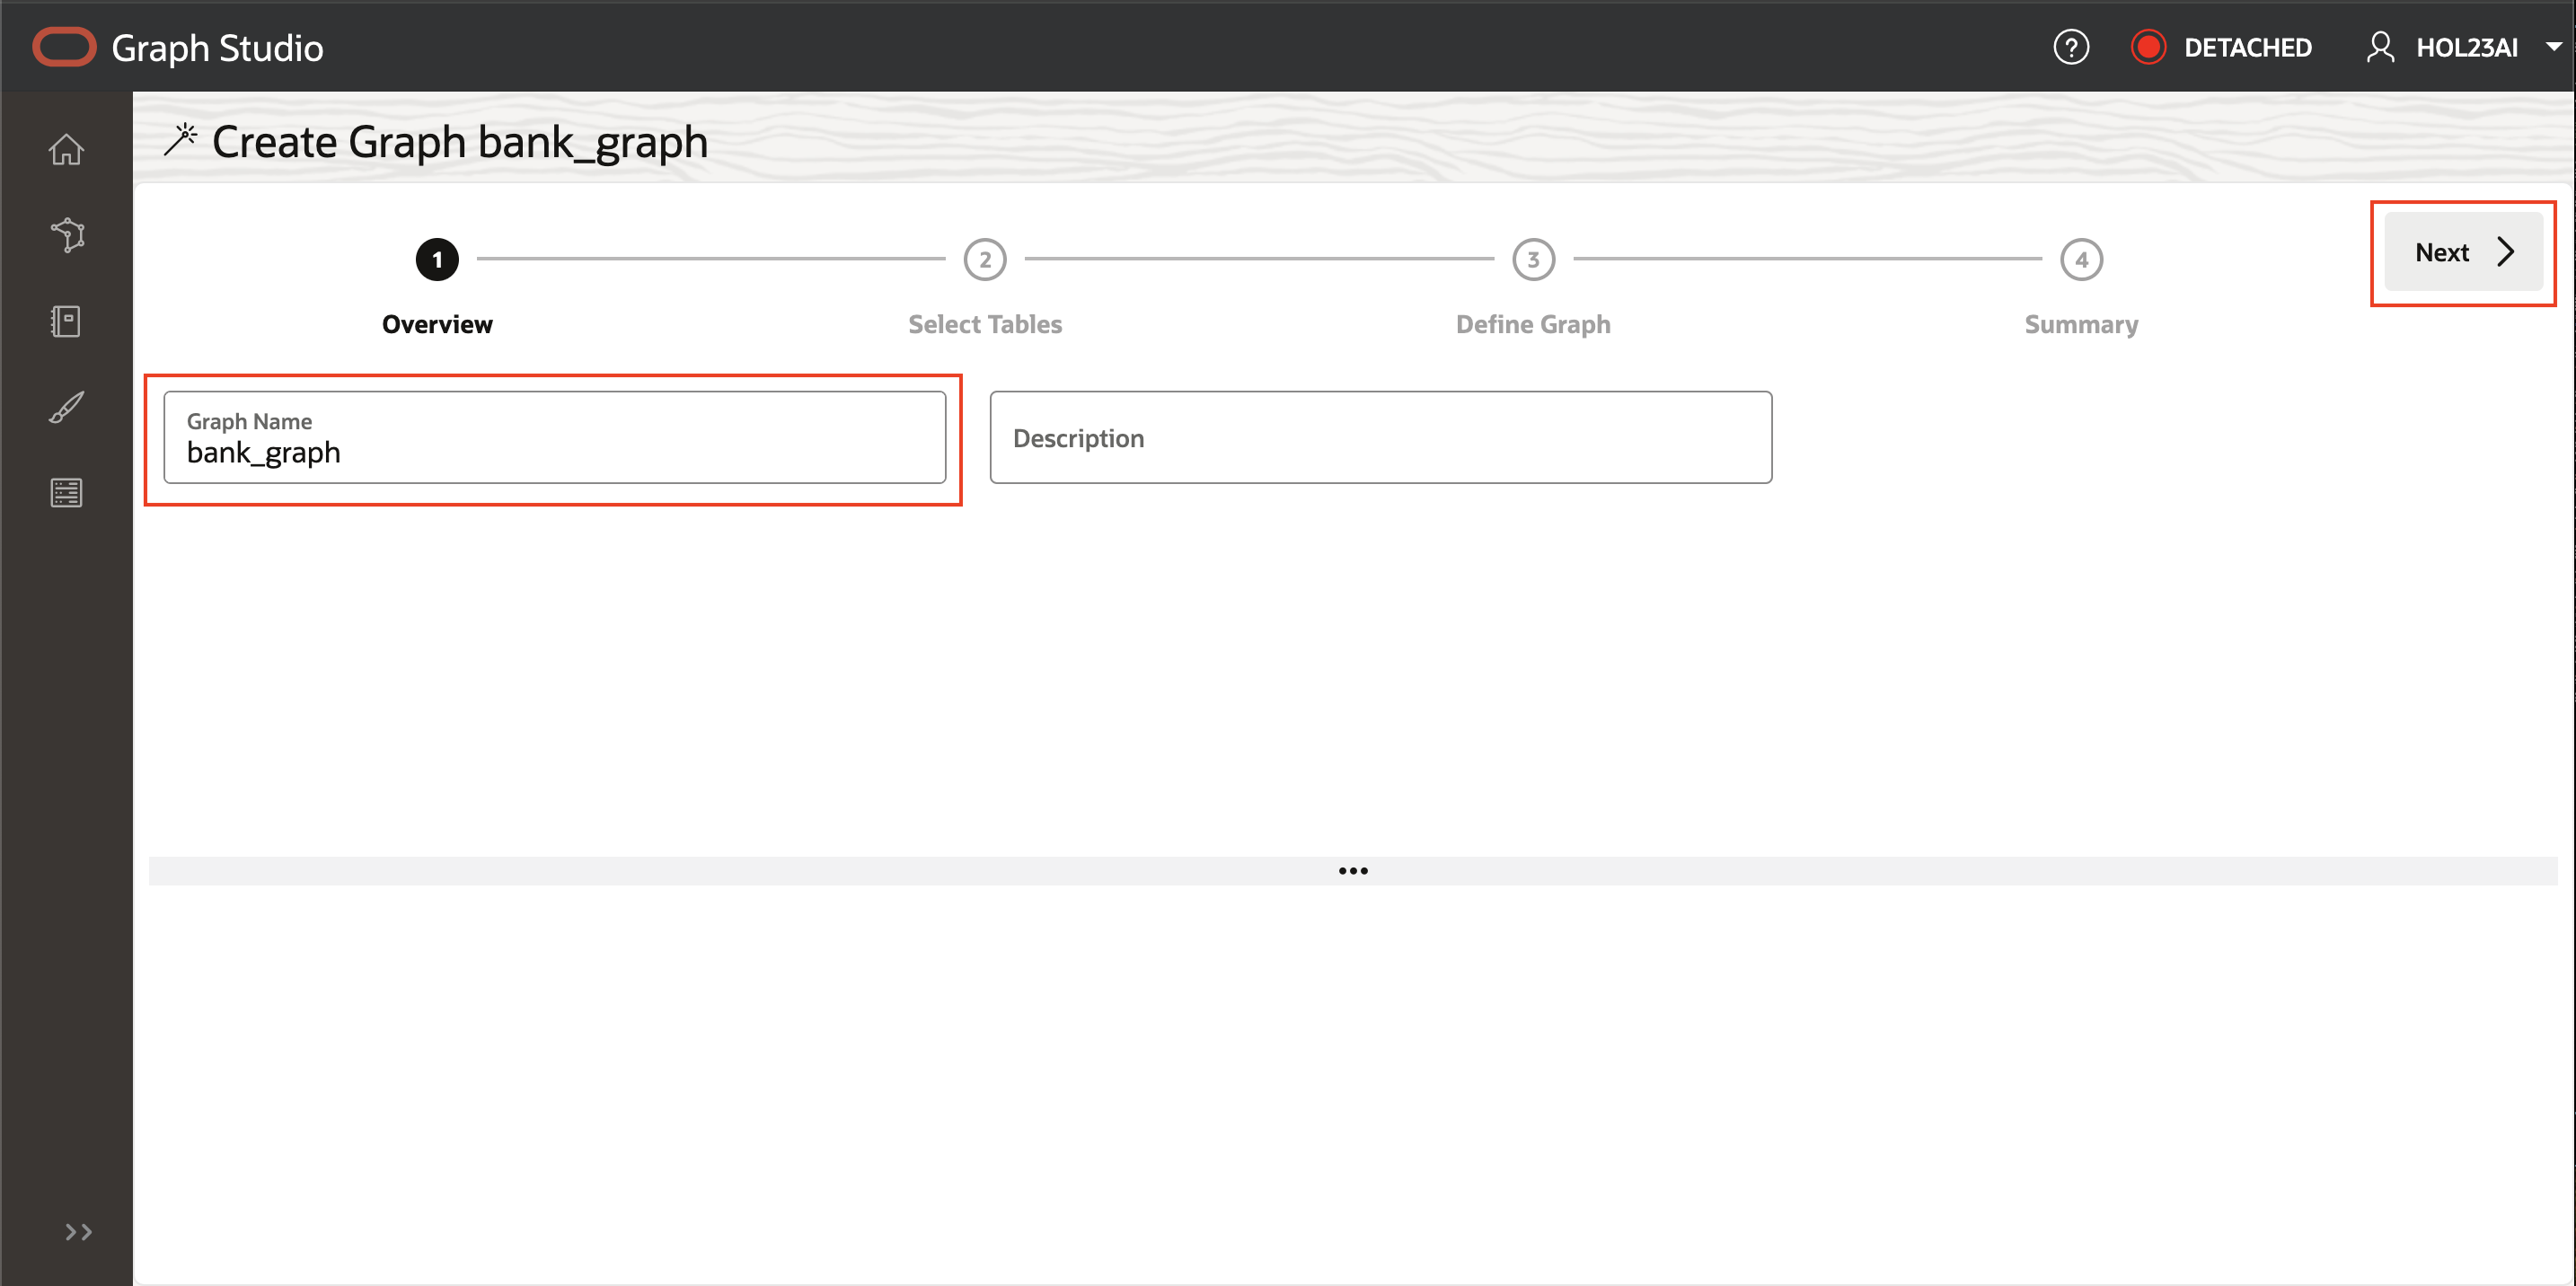 Graph Studio
? DETACHED HOL23AI
Create Graph bank_graph
1 2 3 4
Next
Overview Select Tables Define Graph Summary
Graph Name
bank_graph
Description